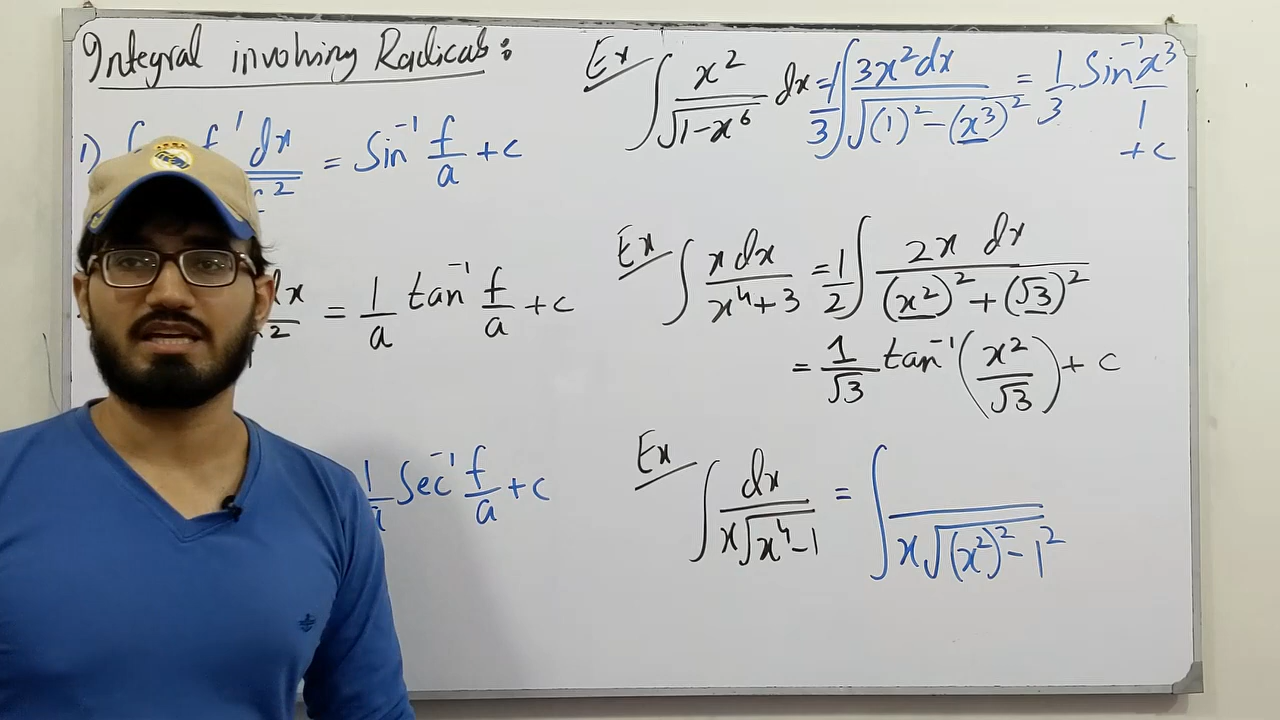 Integral involving Radicals:
1) ∫ f' dx = Sin⁻¹ f/a + c
dx = 1/a tan⁻¹ f/a + c
1/a Sec⁻¹ f/a + c
Ex ∫ x²/√(1-x⁶) dx = 1/3 ∫ 3x²dx/√((1)²-(x³)²) = 1/3 Sin⁻¹ x³/1 + c
Ex ∫ x dx/(x⁴+3) = 1/2 ∫ 2x dx/((x²)²+(√3)²)
= 1/√3 tan⁻¹(x²/√3) + c
Ex ∫ dx/(x√(x⁴-1)) = ∫ /(x√((x²)²-1²))